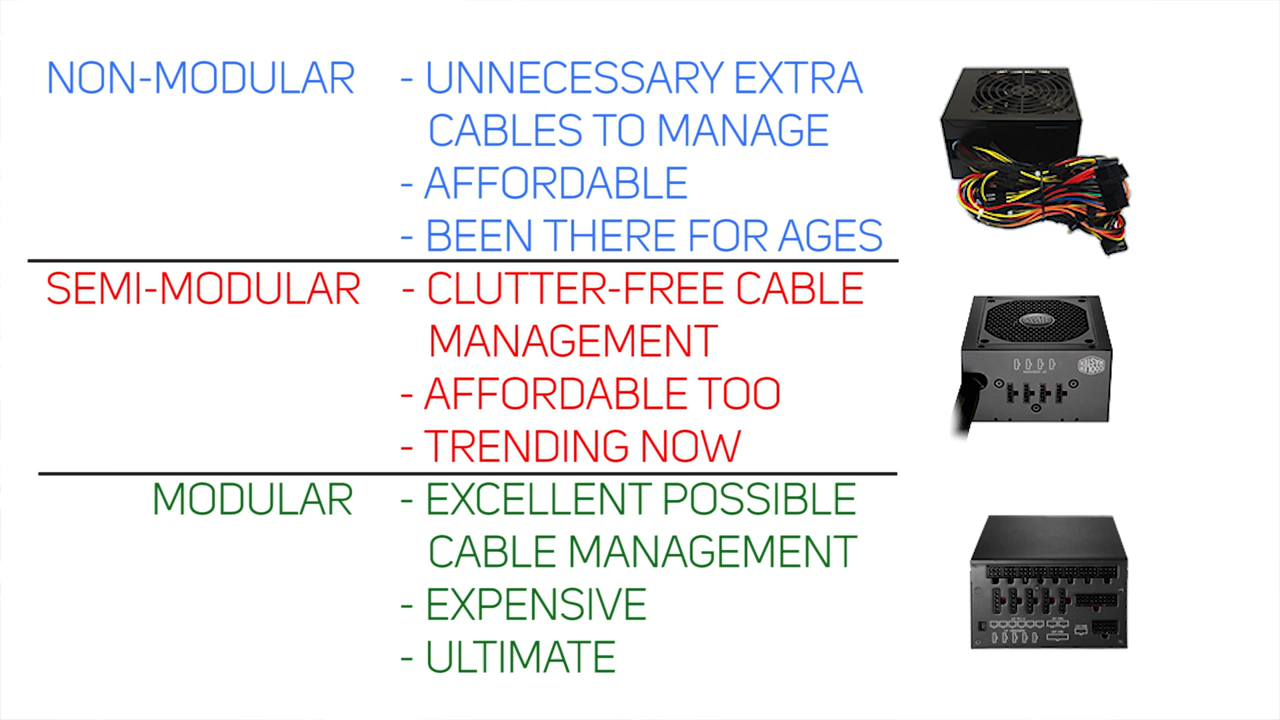 NON-MODULAR - UNNECESSARY EXTRA
CABLES TO MANAGE
- AFFORDABLE
- BEEN THERE FOR AGES
SEMI-MODULAR - CLUTTER-FREE CABLE
MANAGEMENT
- AFFORDABLE TOO
- TRENDING NOW
MODULAR - EXCELLENT POSSIBLE
CABLE MANAGEMENT
- EXPENSIVE
- ULTIMATE